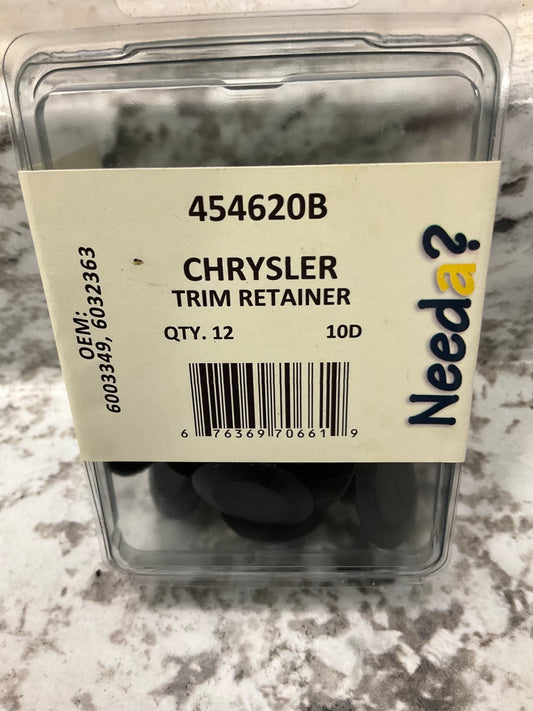 454620B
CHRYSLER
TRIM RETAINER
QTY. 12 10D
6 76369 70661 9
OEM:
6003349, 6032363
Needa?